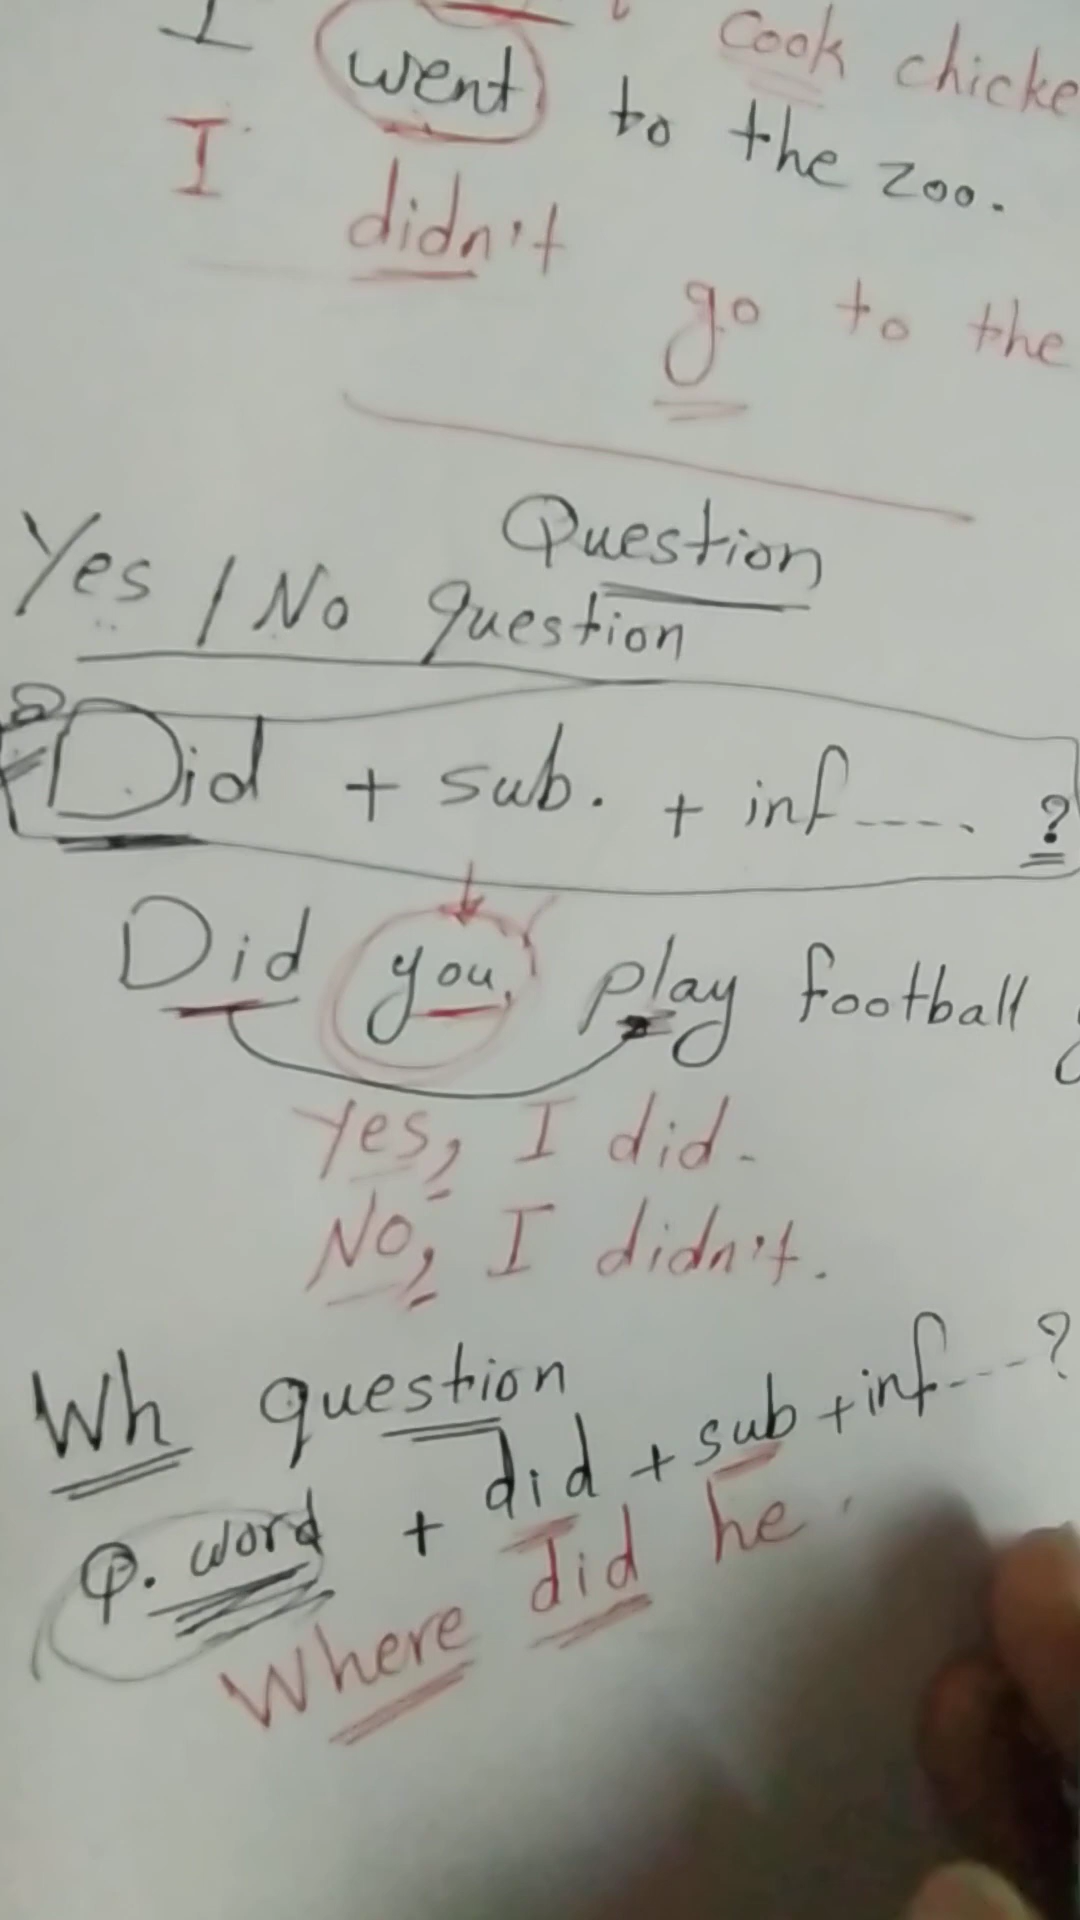 cook
I went to the zoo.
I didn't go to the
Question
Yes / No question
Did + sub. + inf ----. ?
Did you play football
Yes, I did.
No, I didn't.
Wh question
Q. word + did + sub + inf ---- ?
Where did he